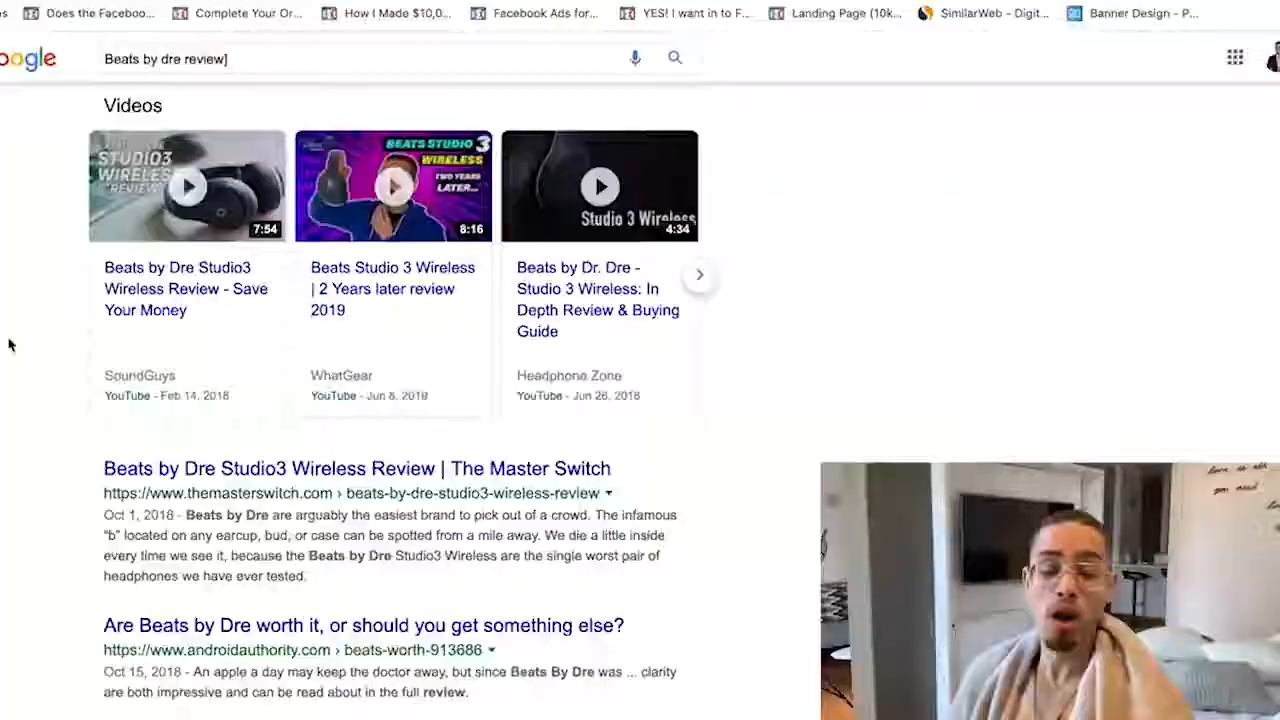 Does the Faceboo...
Complete Your Or...
How I Made $10,0...
Facebook Ads for...
YES! I want in to F...
Landing Page (10k...
SimilarWeb - Digit...
Banner Design - P...
oogle
Beats by dre review]
Videos
STUDIO3
WIRELESS
REVIEW
7:54
BEATS STUDIO 3
WIRELESS
TWO YEARS
LATER...
8:16
Studio 3 Wireless
4:34
Beats by Dre Studio3
Wireless Review - Save
Your Money
SoundGuys
YouTube - Feb 14, 2018
Beats Studio 3 Wireless
| 2 Years later review
2019
WhatGear
YouTube - Jun 8, 2019
Beats by Dr. Dre -
Studio 3 Wireless: In
Depth Review & Buying
Guide
Headphone Zone
YouTube - Jun 26, 2018
Beats by Dre Studio3 Wireless Review | The Master Switch
https://www.themasterswitch.com › beats-by-dre-studio3-wireless-review
Oct 1, 2018 - Beats by Dre are arguably the easiest brand to pick out of a crowd. The infamous
"b" located on any earcup, bud, or case can be spotted from a mile away. We die a little inside
every time we see it, because the Beats by Dre Studio3 Wireless are the single worst pair of
headphones we have ever tested.
Are Beats by Dre worth it, or should you get something else?
https://www.androidauthority.com › beats-worth-913686
Oct 15, 2018 - An apple a day may keep the doctor away, but since Beats By Dre was ... clarity
are both impressive and can be read about in the full review.
you need